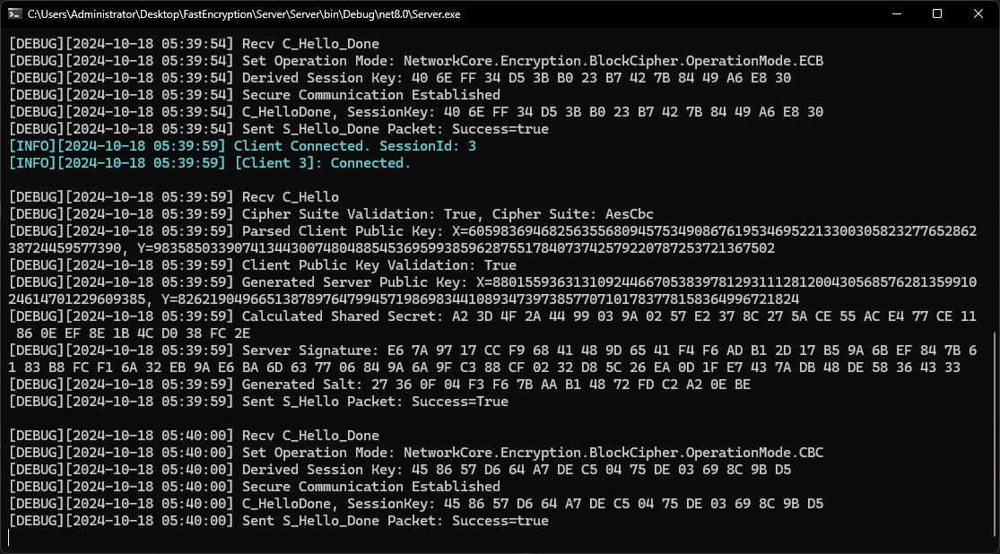 C:\Users\Administrator\Desktop\FastEncryption\Server\Server\bin\Debug\net8.0\Server.exe
[DEBUG][2024-10-18 05:39:54] Recv C_Hello_Done
[DEBUG][2024-10-18 05:39:54] Set Operation Mode: NetworkCore.Encryption.BlockCipher.OperationMode.ECB
[DEBUG][2024-10-18 05:39:54] Derived Session Key: 40 6E FF 34 D5 3B B0 23 B7 42 7B 84 49 A6 E8 30
[DEBUG][2024-10-18 05:39:54] Secure Communication Established
[DEBUG][2024-10-18 05:39:54] C_HelloDone, SessionKey: 40 6E FF 34 D5 3B B0 23 B7 42 7B 84 49 A6 E8 30
[DEBUG][2024-10-18 05:39:54] Sent S_Hello_Done Packet: Success=true
[INFO][2024-10-18 05:39:59] Client Connected. SessionId: 3
[INFO][2024-10-18 05:39:59] [Client 3]: Connected.
[DEBUG][2024-10-18 05:39:59] Recv C_Hello
[DEBUG][2024-10-18 05:39:59] Cipher Suite Validation: True, Cipher Suite: AesCbc
[DEBUG][2024-10-18 05:39:59] Parsed Client Public Key: X=605983694682563556809457534908676195346952213300305823277652862
38724459577390, Y=98358503390741344300748048854536959938596287551784073742579220787253721367502
[DEBUG][2024-10-18 05:39:59] Client Public Key Validation: True
[DEBUG][2024-10-18 05:39:59] Generated Server Public Key: X=88015593631310924466705383978129311128120043056857628135991​0
24614701229609385, Y=82621904966513878976479945719869834410893473973857707101783778158364996721824
[DEBUG][2024-10-18 05:39:59] Calculated Shared Secret: A2 3D 4F 2A 44 99 03 9A 02 57 E2 37 8C 27 5A CE 55 AC E4 77 CE 11
86 0E EF 8E 1B 4C D0 38 FC 2E
[DEBUG][2024-10-18 05:39:59] Server Signature: E6 7A 97 17 CC F9 68 41 48 9D 65 41 F4 F6 AD B1 2D 17 B5 9A 6B EF 84 7B 6
1 83 B8 FC F1 6A 32 EB 9A E6 BA 6D 63 77 06 84 9A 6A 9F C3 88 CF 02 32 D8 5C 26 EA 0D 1F E7 43 7A DB 48 DE 58 36 43 33
[DEBUG][2024-10-18 05:39:59] Generated Salt: 27 36 0F 04 F3 F6 7B AA B1 48 72 FD C2 A2 0E BE
[DEBUG][2024-10-18 05:39:59] Sent S_Hello Packet: Success=True
[DEBUG][2024-10-18 05:40:00] Recv C_Hello_Done
[DEBUG][2024-10-18 05:40:00] Set Operation Mode: NetworkCore.Encryption.BlockCipher.OperationMode.CBC
[DEBUG][2024-10-18 05:40:00] Derived Session Key: 45 86 57 D6 64 A7 DE C5 04 75 DE 03 69 8C 9B D5
[DEBUG][2024-10-18 05:40:00] Secure Communication Established
[DEBUG][2024-10-18 05:40:00] C_HelloDone, SessionKey: 45 86 57 D6 64 A7 DE C5 04 75 DE 03 69 8C 9B D5
[DEBUG][2024-10-18 05:40:00] Sent S_Hello_Done Packet: Success=true